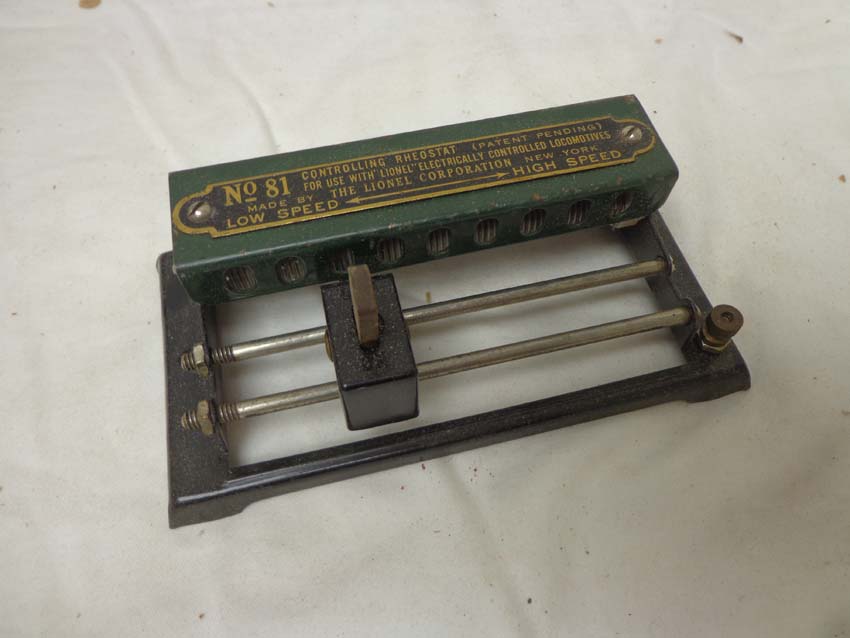 No 81
CONTROLLING RHEOSTAT (PATENT PENDING)
FOR USE WITH "LIONEL" ELECTRICALLY CONTROLLED LOCOMOTIVES
MADE BY THE LIONEL CORPORATION NEW YORK
LOW SPEED HIGH SPEED